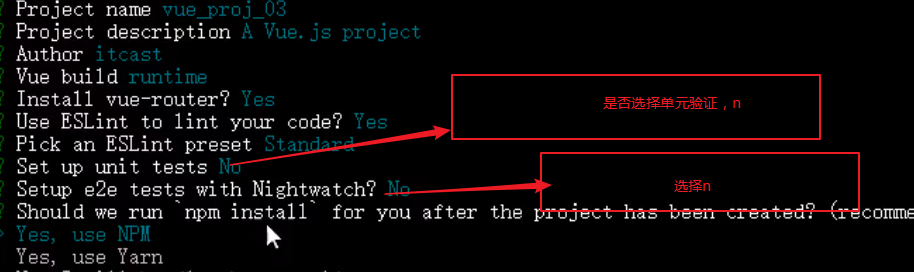 ? Project name vue_proj_03
? Project description A Vue.js project
? Author itcast
? Vue build runtime
? Install vue-router? Yes
是否选择单元验证，n
? Use ESLint to lint your code? Yes
? Pick an ESLint preset Standard
? Set up unit tests No
? Setup e2e tests with Nightwatch? No
选择n
? Should we run `npm install` for you after the project has been created? (recomme
> Yes, use NPM
Yes, use Yarn